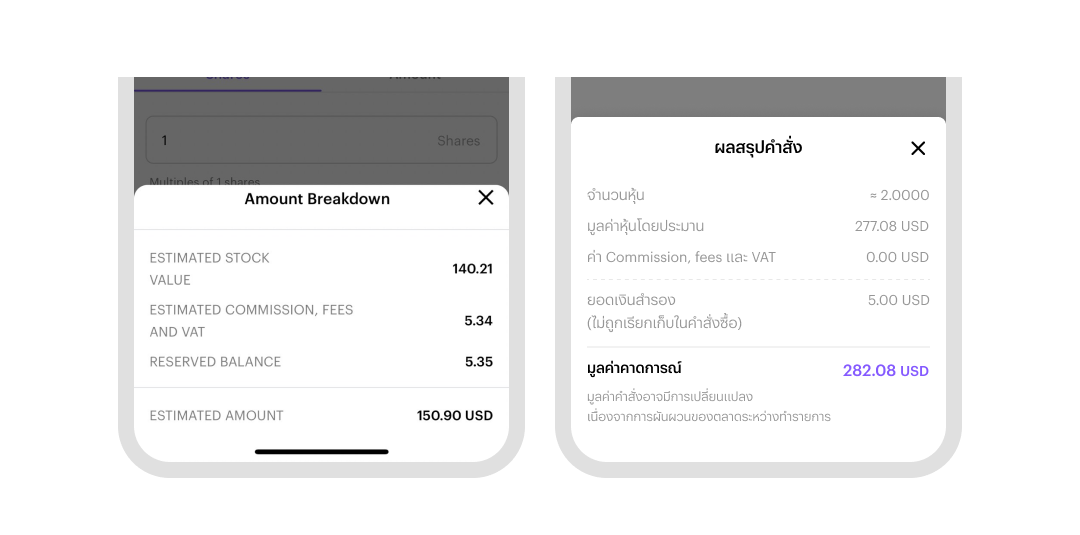 Shares
Amount
1
Shares
Multiples of 1 shares
Amount Breakdown
ESTIMATED STOCK
VALUE
140.21
ESTIMATED COMMISSION, FEES
AND VAT
5.34
RESERVED BALANCE
5.35
ESTIMATED AMOUNT
150.90 USD
ผลสรุปคำสั่ง
จำนวนหุ้น
≈ 2.0000
มูลค่าหุ้นโดยประมาณ
277.08 USD
ค่า Commission, fees และ VAT
0.00 USD
ยอดเงินสำรอง
(ไม่ถูกเรียกเก็บในคำสั่งซื้อ)
5.00 USD
มูลค่าคาดการณ์
282.08 USD
มูลค่าคำสั่งอาจมีการเปลี่ยนแปลง
เนื่องจากการผันผวนของตลาดระหว่างทำรายการ